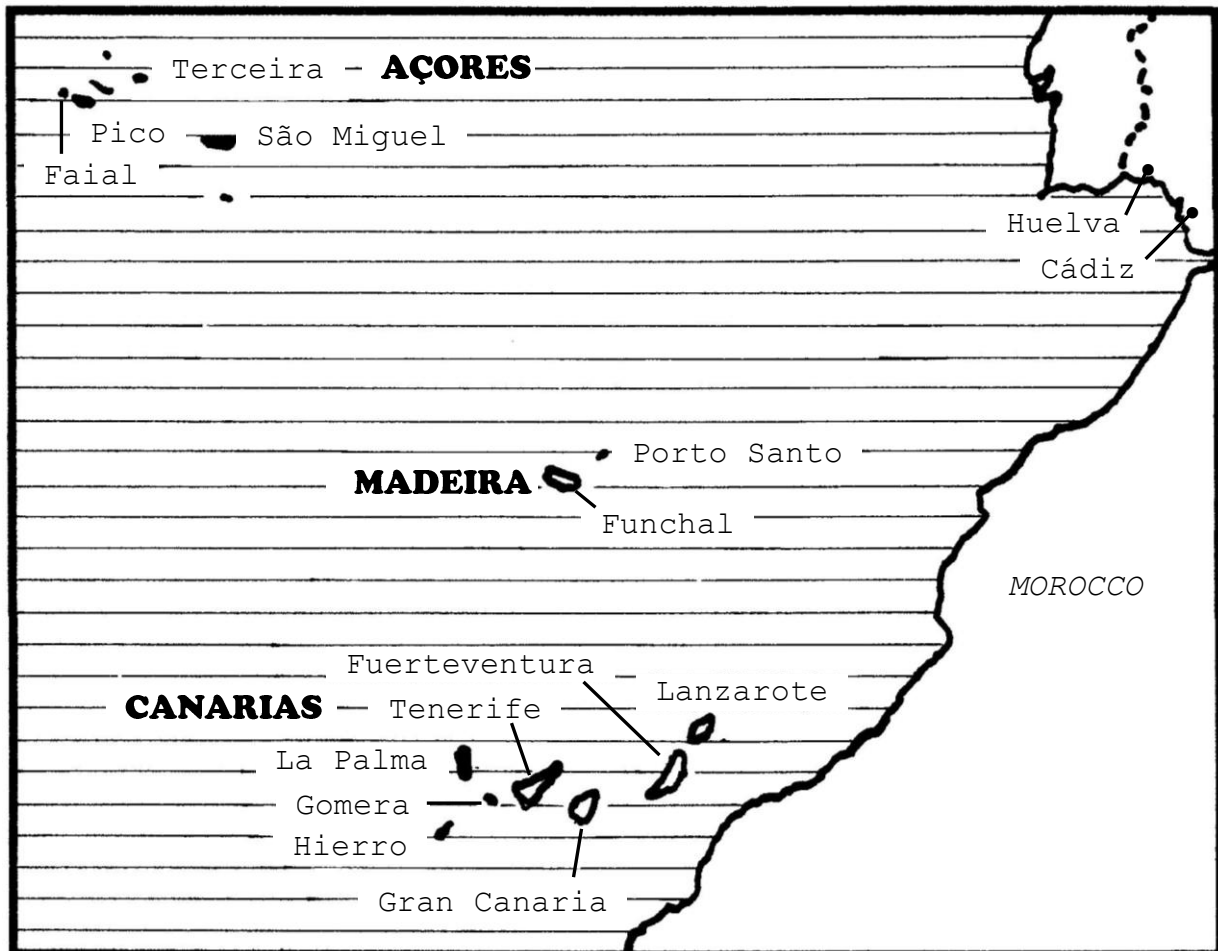 Terceira AÇORES
Pico São Miguel
Faial
Huelva
Cádiz
Porto Santo
MADEIRA
Funchal
MOROCCO
Fuerteventura
Lanzarote
CANARIAS Tenerife
La Palma
Gomera
Hierro
Gran Canaria